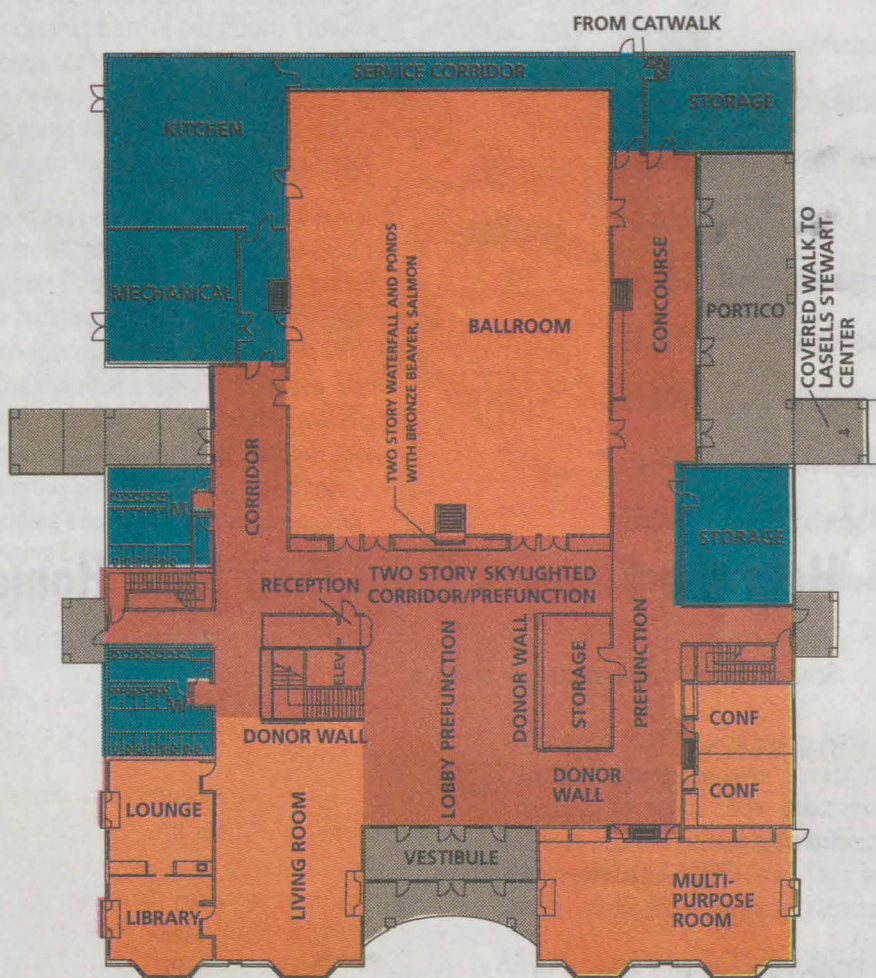 FROM CATWALK
SERVICE CORRIDOR
STORAGE
KITCHEN
MECHANICAL
TWO STORY WATERFALL AND PONDS
WITH BRONZE BEAVER, SALMON
BALLROOM
CONCOURSE
PORTICO
COVERED WALK TO
LASELLS STEWART
CENTER
CORRIDOR
M
STORAGE
RECEPTION
TWO STORY SKYLIGHTED
CORRIDOR/PREFUNCTION
ELEV
W
DONOR WALL
LOBBY PREFUNCTION
DONOR WALL
STORAGE
PREFUNCTION
CONF
CONF
DONOR
WALL
LOUNGE
LIVING ROOM
LIBRARY
VESTIBULE
MULTI-
PURPOSE
ROOM